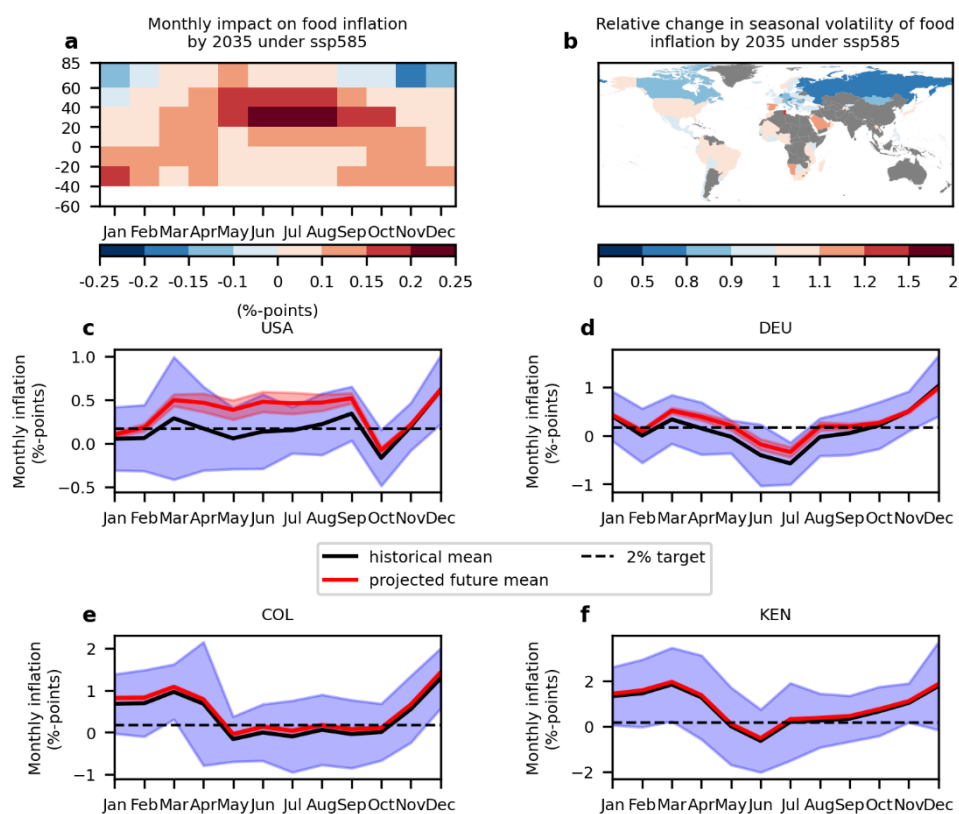 Monthly impact on food inflation
by 2035 under ssp585
a
85
60
40
20
0
-20
-40
-60
Jan Feb Mar Apr May Jun Jul Aug Sep Oct Nov Dec
-0.25 -0.2 -0.15 -0.1 0 0.1 0.15 0.2 0.25
(%-points)
Relative change in seasonal volatility of food
inflation by 2035 under ssp585
b
0 0.5 0.8 0.9 1 1.1 1.2 1.5 2
c
USA
Monthly inflation
(%-points)
1.0
0.5
0.0
−0.5
Jan Feb Mar Apr May Jun Jul Aug Sep Oct Nov Dec
d
DEU
Monthly inflation
(%-points)
1
0
−1
Jan Feb Mar Apr May Jun Jul Aug Sep Oct Nov Dec
historical mean
projected future mean
2% target
e
COL
Monthly inflation
(%-points)
2
1
0
−1
Jan Feb Mar Apr May Jun Jul Aug Sep Oct Nov Dec
f
KEN
Monthly inflation
(%-points)
2
0
−2
Jan Feb Mar Apr May Jun Jul Aug Sep Oct Nov Dec